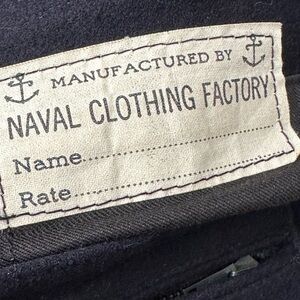 MANUFACTURED BY
NAVAL CLOTHING FACTORY
Name..................
Rate..................